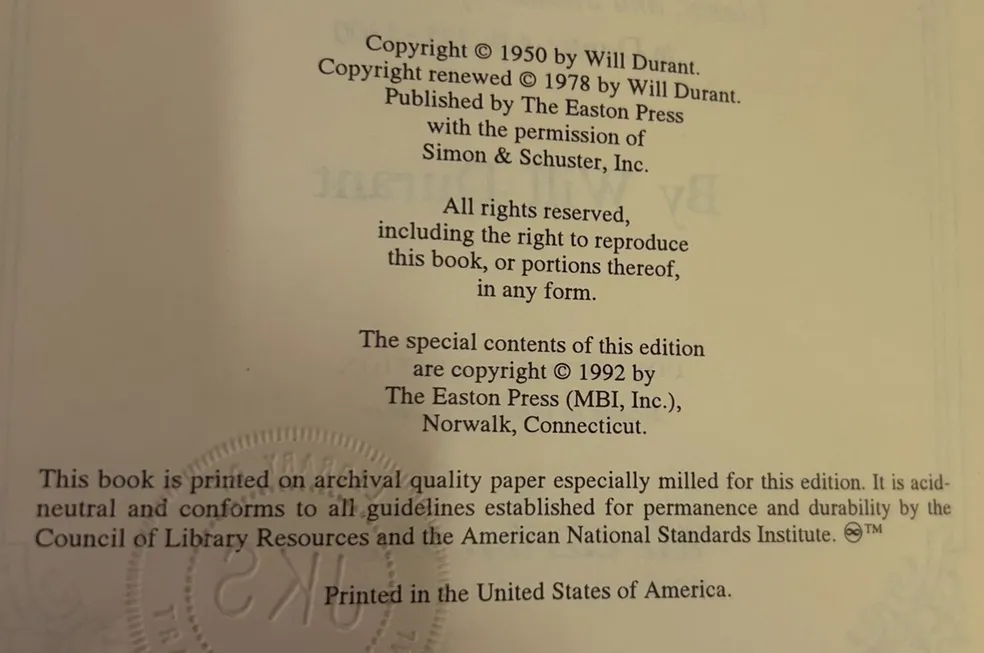 Copyright © 1950 by Will Durant.
Copyright renewed © 1978 by Will Durant.
Published by The Easton Press
with the permission of
Simon & Schuster, Inc.
By Will Durant
All rights reserved,
including the right to reproduce
this book, or portions thereof,
in any form.
The special contents of this edition
are copyright © 1992 by
The Easton Press (MBI, Inc.),
Norwalk, Connecticut.
This book is printed on archival quality paper especially milled for this edition. It is acid-
neutral and conforms to all guidelines established for permanence and durability by the
Council of Library Resources and the American National Standards Institute. ♾™
Printed in the United States of America.
JKS